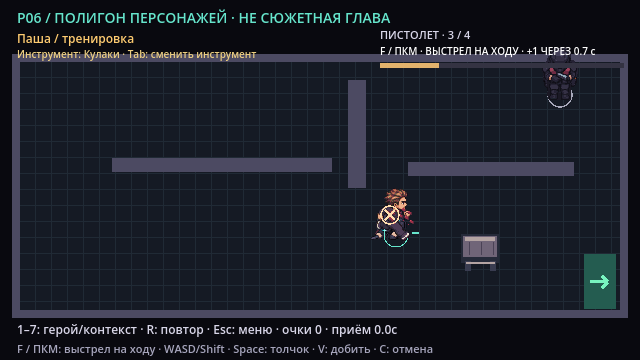 P06 / ПОЛИГОН ПЕРСОНАЖЕЙ · НЕ СЮЖЕТНАЯ ГЛАВА
Паша / тренировка
Инструмент: Кулаки · Tab: сменить инструмент
ПИСТОЛЕТ · 3 / 4
F / ПКМ · ВЫСТРЕЛ НА ХОДУ · +1 ЧЕРЕЗ 0.7 с
1–7: герой/контекст · R: повтор · Esc: меню · очки 0 · приём 0.0с
F / ПКМ: выстрел на ходу · WASD/Shift · Space: толчок · V: добить · C: отмена